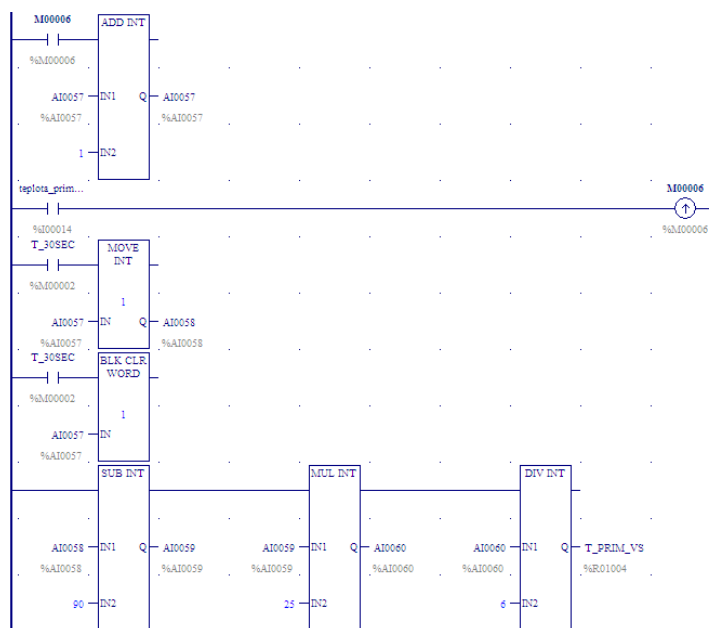 M00006 ADD INT
%M00006
AI0057 IN1 Q AI0057
%AI0057 %AI0057
1 IN2
teplota_prim... M00006
%I00014 %M00006
T_30SEC MOVE INT
%M00002
1
AI0057 IN Q AI0058
%AI0057 %AI0058
T_30SEC BLK CLR WORD
%M00002
1
AI0057 IN
%AI0057
SUB INT MUL INT DIV INT
AI0058 IN1 Q AI0059 AI0059 IN1 Q AI0060 AI0060 IN1 Q T_PRIM_VS
%AI0058 %AI0059 %AI0059 %AI0060 %AI0060 %R01004
90 IN2 25 IN2 6 IN2